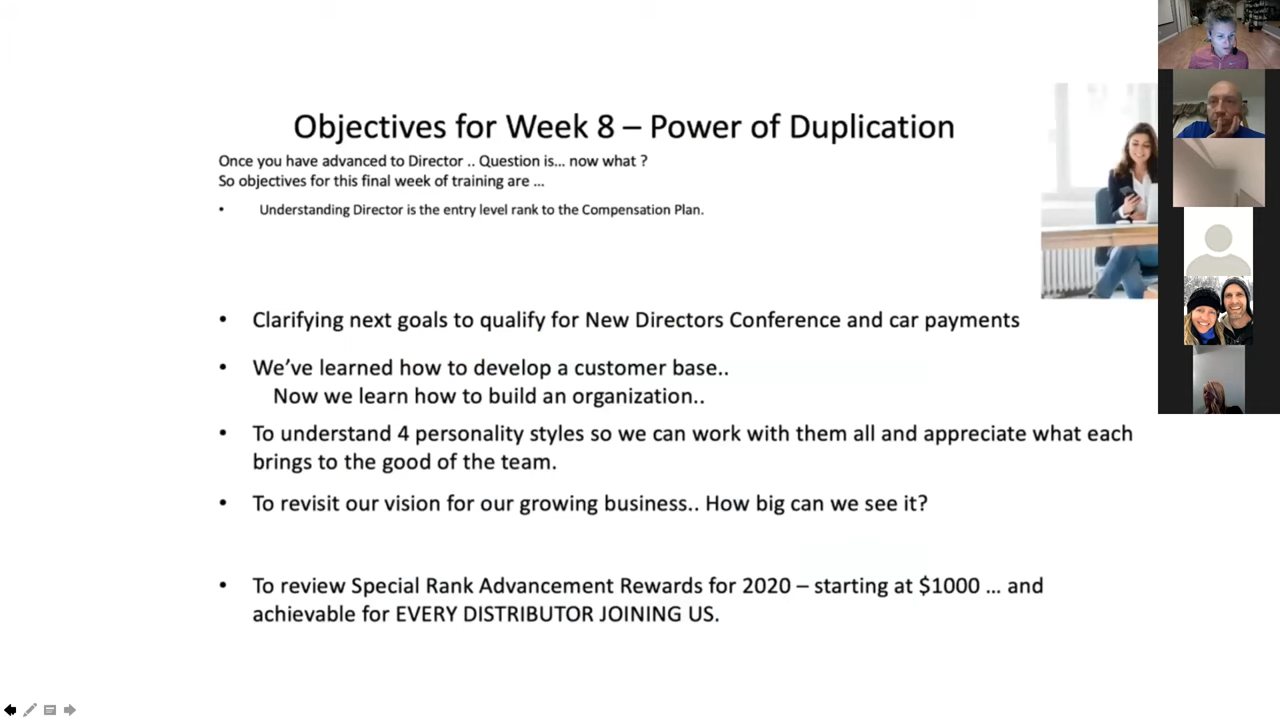 Objectives for Week 8 – Power of Duplication
Once you have advanced to Director .. Question is... now what ?
So objectives for this final week of training are ...
• Understanding Director is the entry level rank to the Compensation Plan.
• Clarifying next goals to qualify for New Directors Conference and car payments
• We’ve learned how to develop a customer base..
Now we learn how to build an organization..
• To understand 4 personality styles so we can work with them all and appreciate what each
brings to the good of the team.
• To revisit our vision for our growing business.. How big can we see it?
• To review Special Rank Advancement Rewards for 2020 – starting at $1000 ... and
achievable for EVERY DISTRIBUTOR JOINING US.